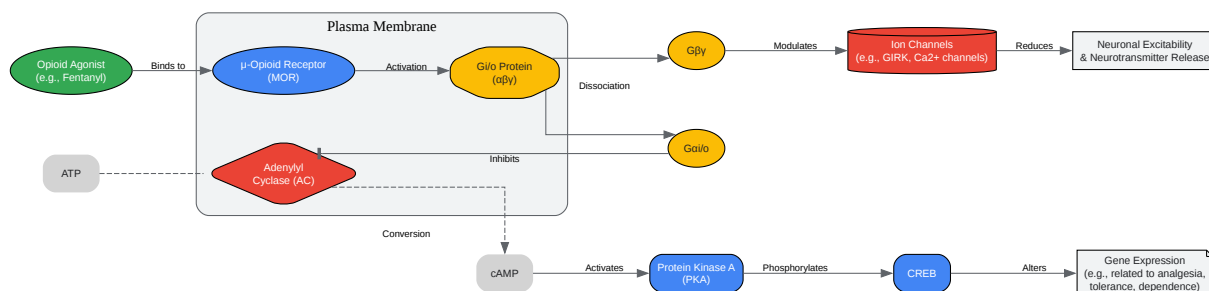 Plasma Membrane
Opioid Agonist
(e.g., Fentanyl)
Binds to
μ-Opioid Receptor
(MOR)
Activation
Gi/o Protein
(αβγ)
Dissociation
Gβγ
Modulates
Ion Channels
(e.g., GIRK, Ca2+ channels)
Reduces
Neuronal Excitability
& Neurotransmitter Release
Gαi/o
Inhibits
ATP
Adenylyl
Cyclase (AC)
Conversion
cAMP
Activates
Protein Kinase A
(PKA)
Phosphorylates
CREB
Alters
Gene Expression
(e.g., related to analgesia,
tolerance, dependence)